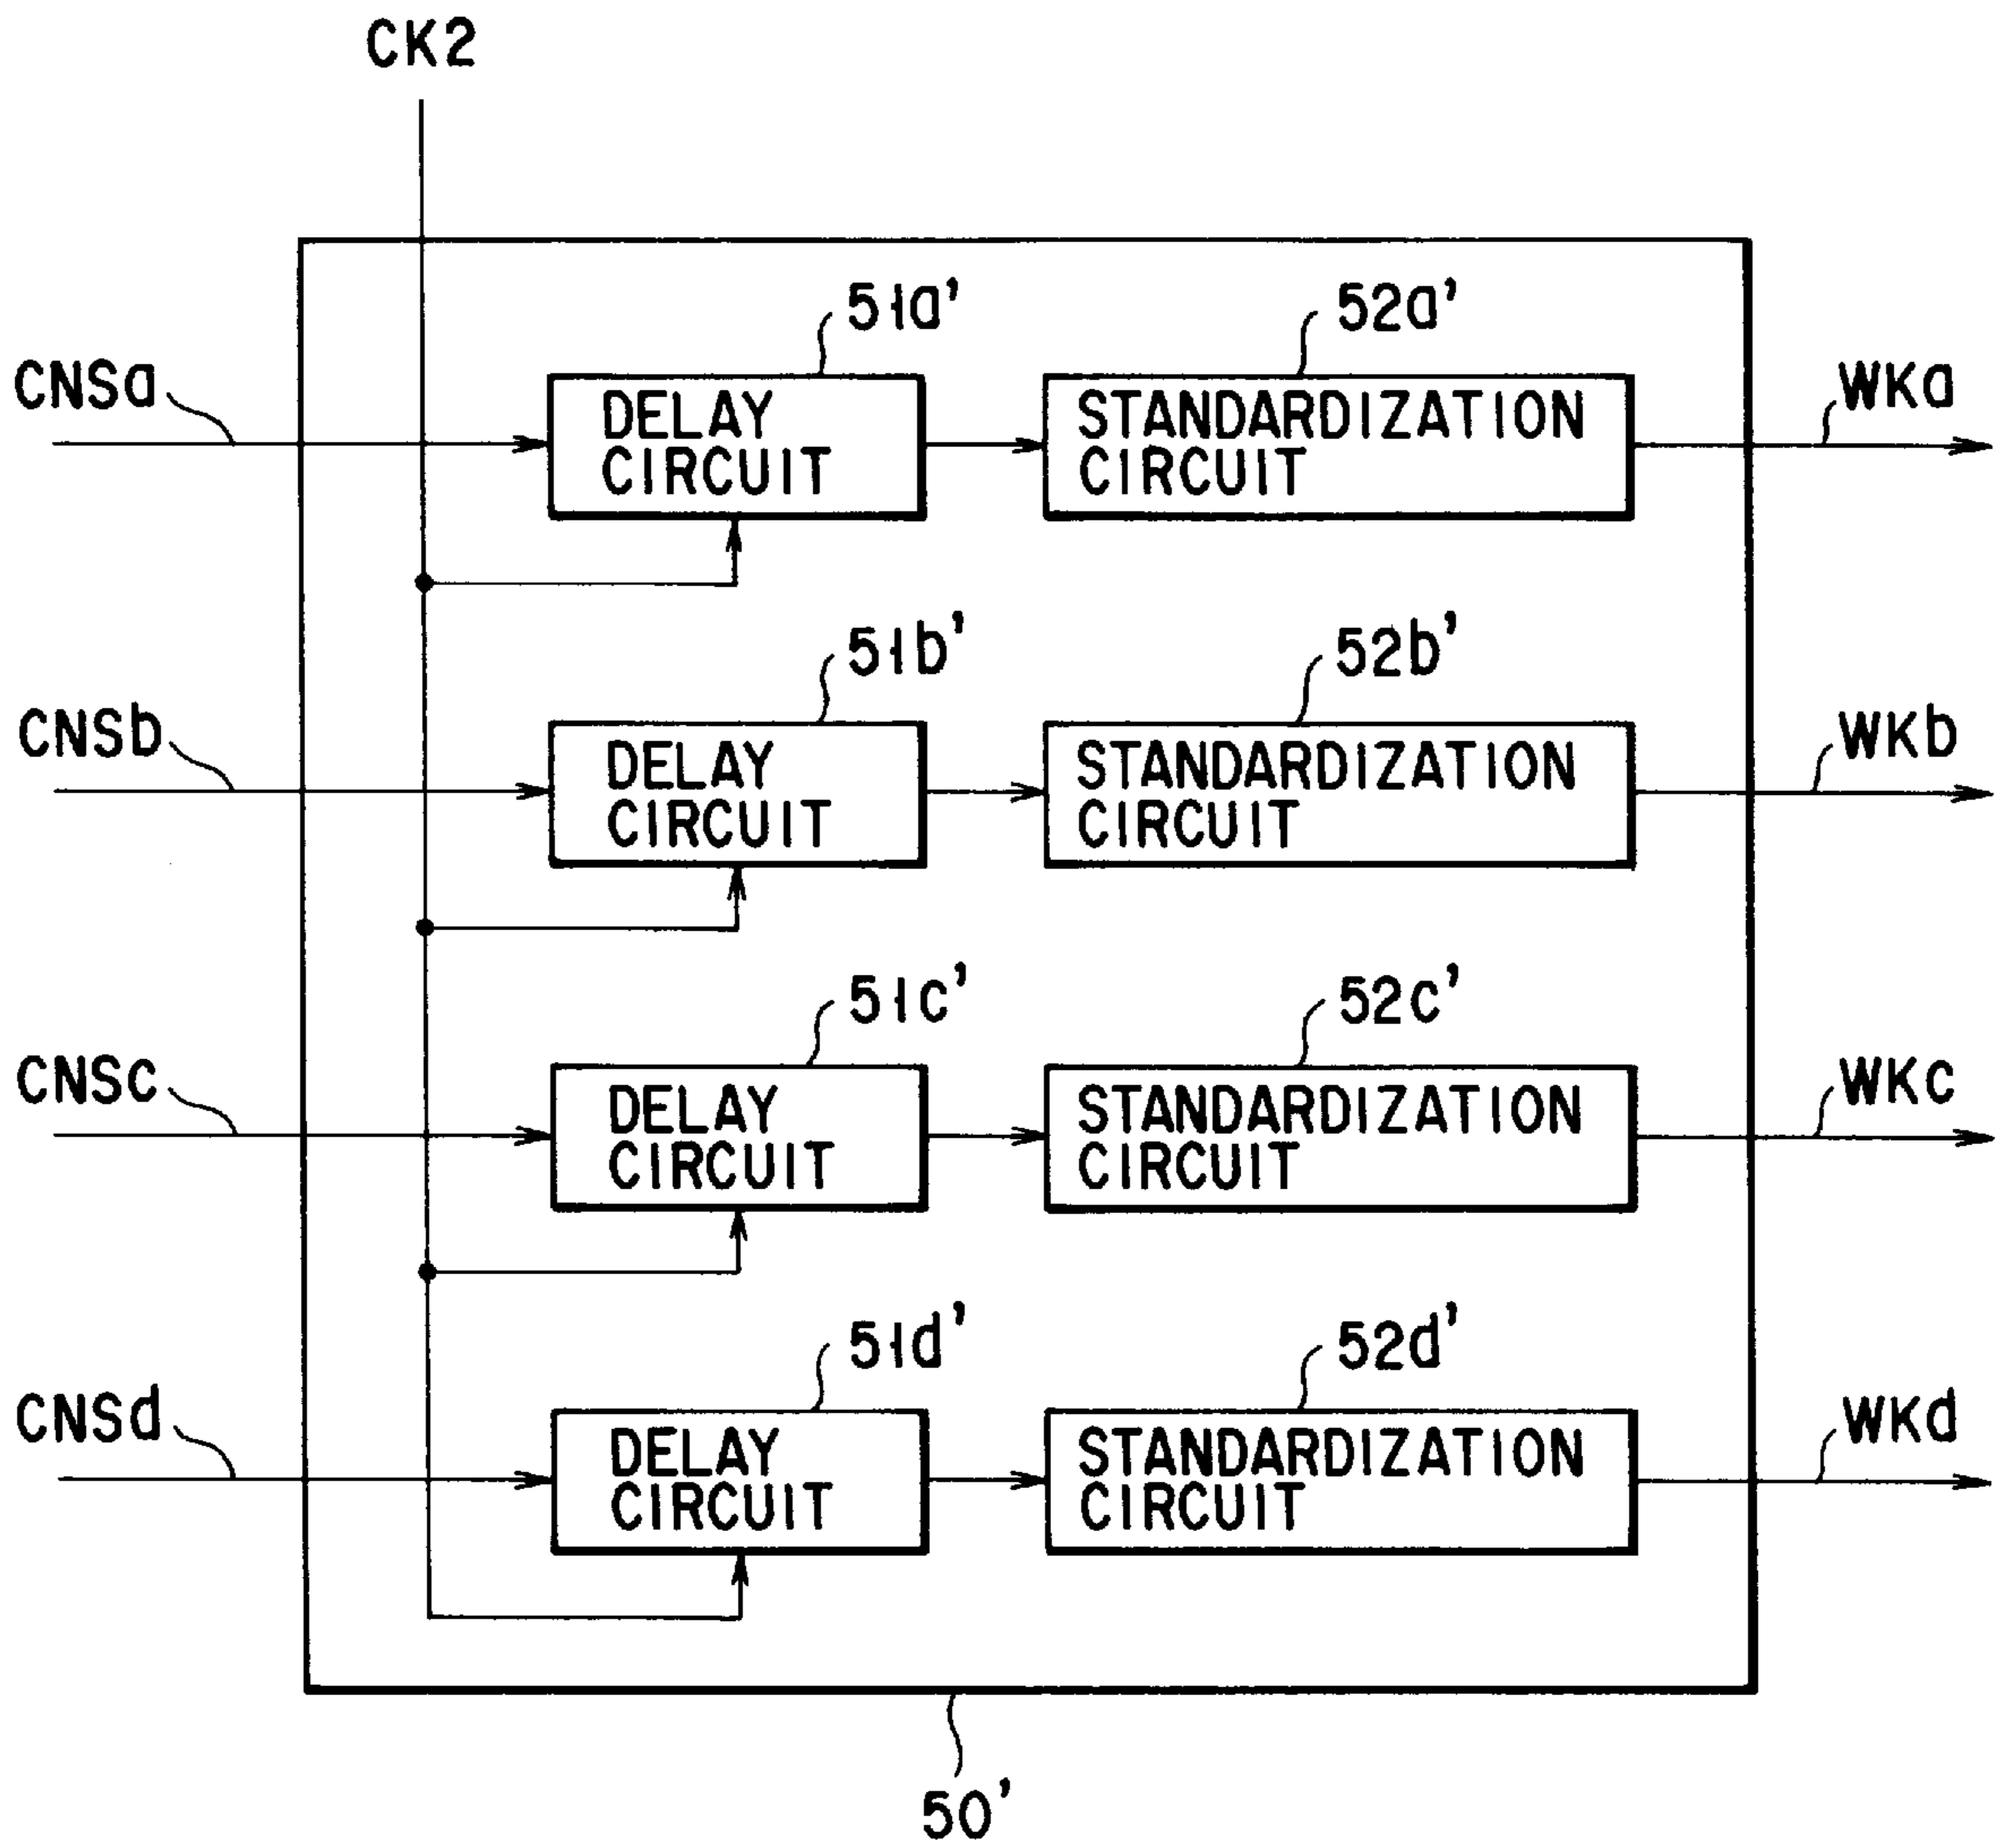 CK2
51a'
52a'
CNSa
DELAY
CIRCUIT
STANDARDIZATION
CIRCUIT
WKa
51b'
52b'
CNSb
DELAY
CIRCUIT
STANDARDIZATION
CIRCUIT
WKb
51c'
52c'
CNSc
DELAY
CIRCUIT
STANDARDIZATION
CIRCUIT
WKc
51d'
52d'
CNSd
DELAY
CIRCUIT
STANDARDIZATION
CIRCUIT
WKd
50'